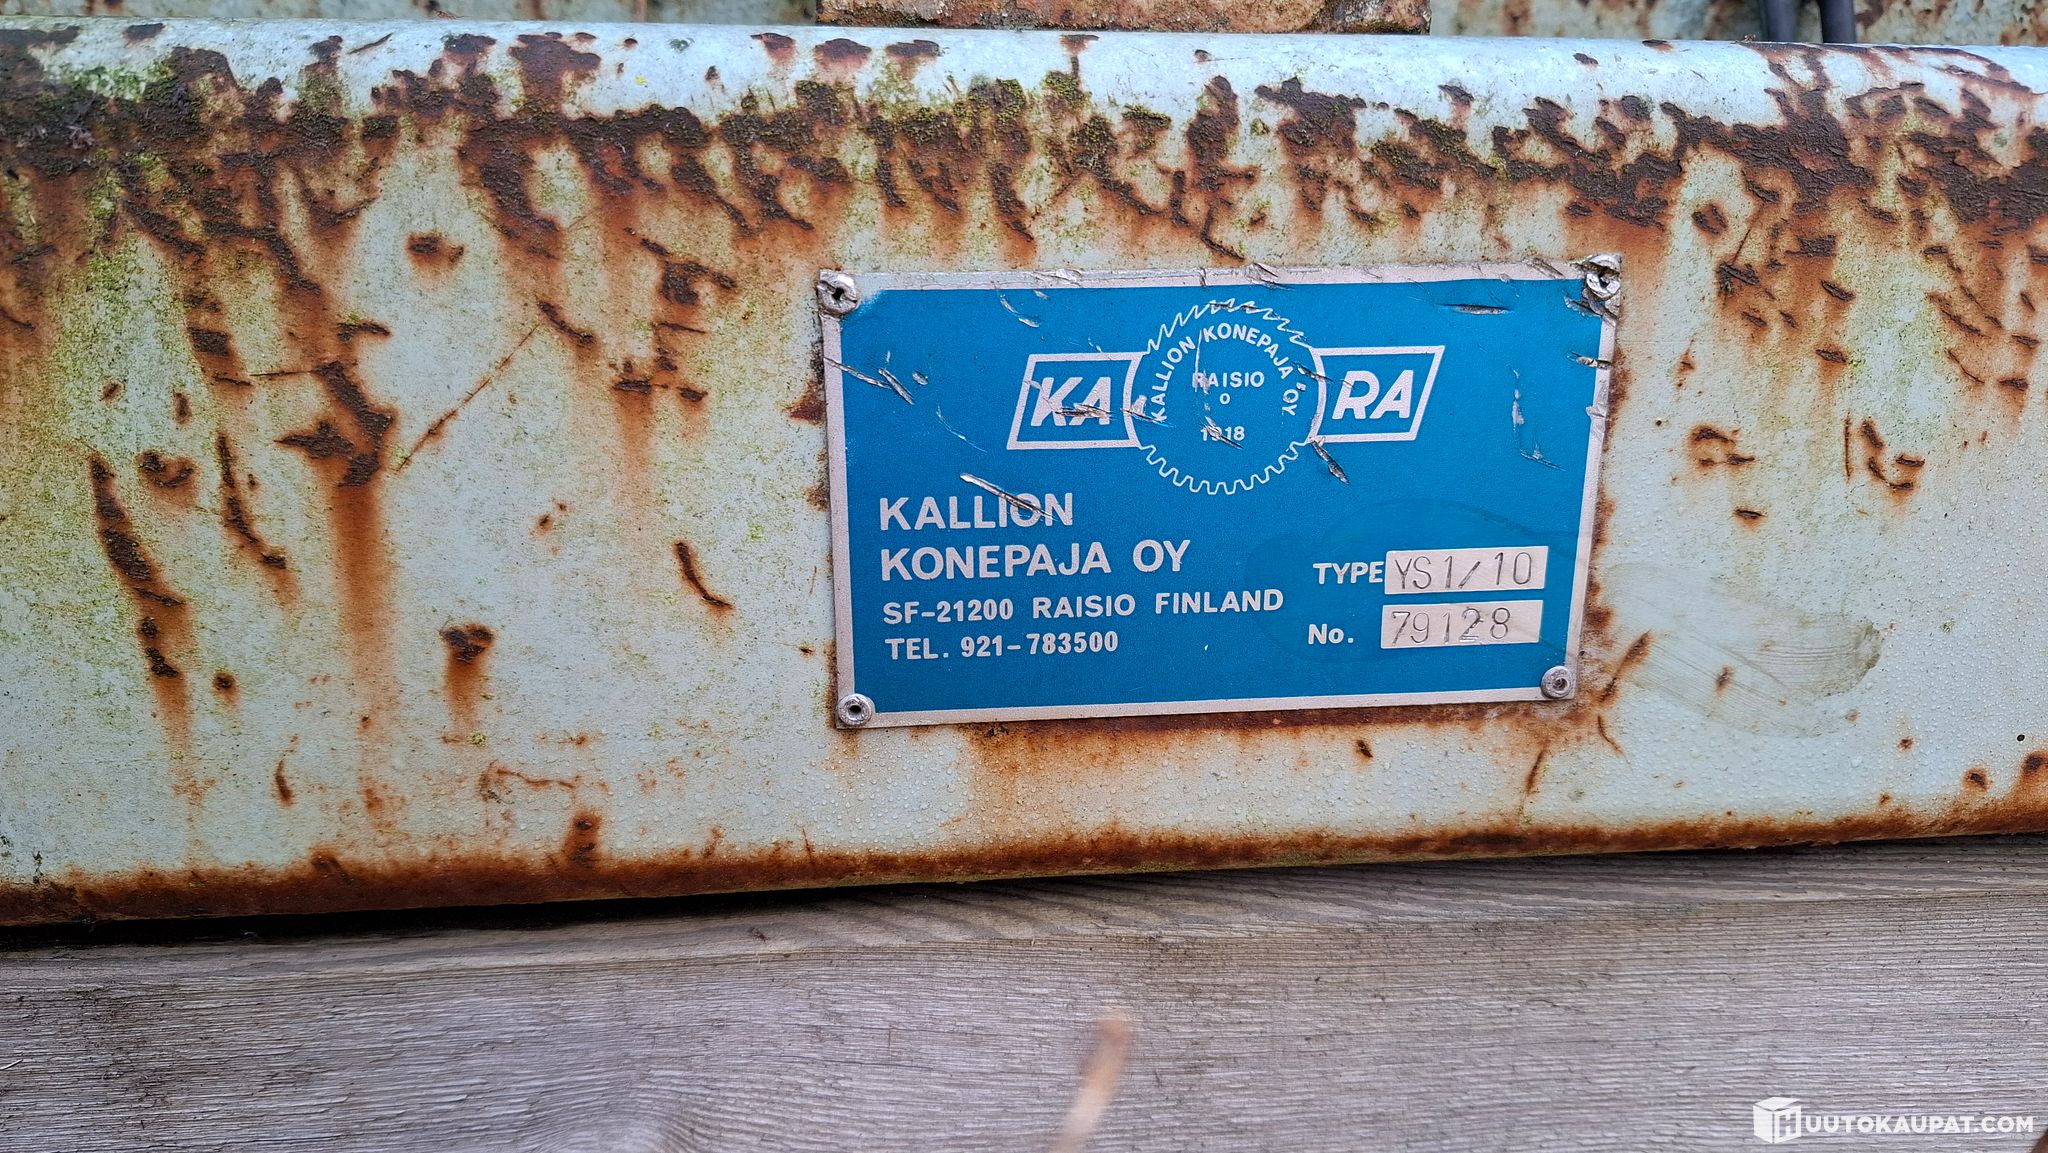 KA
KALLION KONEPAJA OY
RAISIO
O
1918
RA
KALLION
KONEPAJA OY
SF-21200 RAISIO FINLAND
TEL. 921-783500
TYPE YS1/10
No. 79128
HUUTOKAUPAT.COM